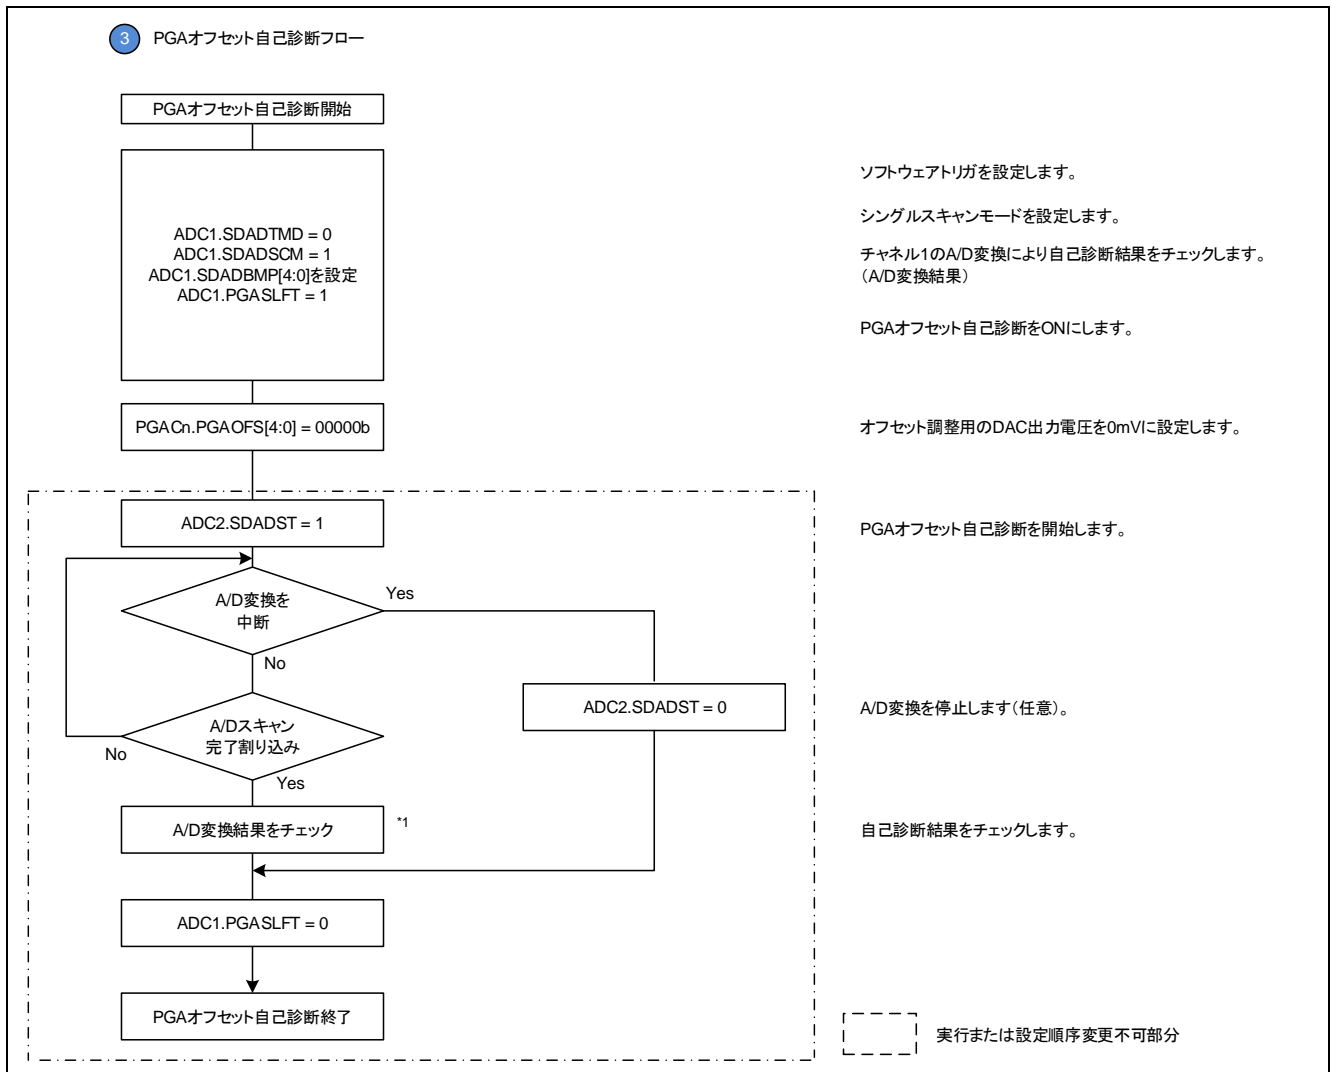 3 PGAオフセット自己診断フロー
PGAオフセット自己診断開始
ADC1.SDADTMD = 0
ADC1.SDADSCM = 1
ADC1.SDADBMP[4:0]を設定
ADC1.PGASLFT = 1
ソフトウェアトリガを設定します。
シングルスキャンモードを設定します。
チャネル1のA/D変換により自己診断結果をチェックします。
（A/D変換結果）
PGAオフセット自己診断をONにします。
PGACn.PGAOFS[4:0] = 00000b
オフセット調整用のDAC出力電圧を0mVに設定します。
ADC2.SDADST = 1
PGAオフセット自己診断を開始します。
A/D変換を
中断
Yes
No
ADC2.SDADST = 0
A/D変換を停止します（任意）。
A/Dスキャン
完了割り込み
No
Yes
A/D変換結果をチェック
*1
自己診断結果をチェックします。
ADC1.PGASLFT = 0
PGAオフセット自己診断終了
実行または設定順序変更不可部分